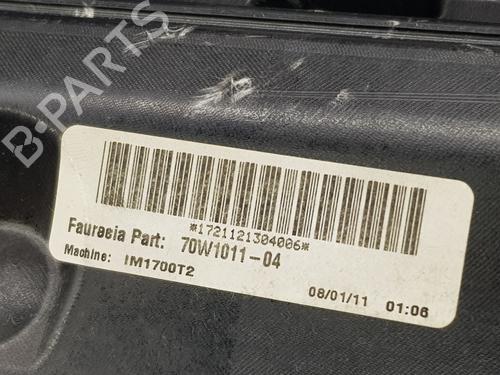 B-PARTS
*1721121304006*
Faurecia Part: 70W1011-04
Machine: IM1700T2
08/01/11 01:06